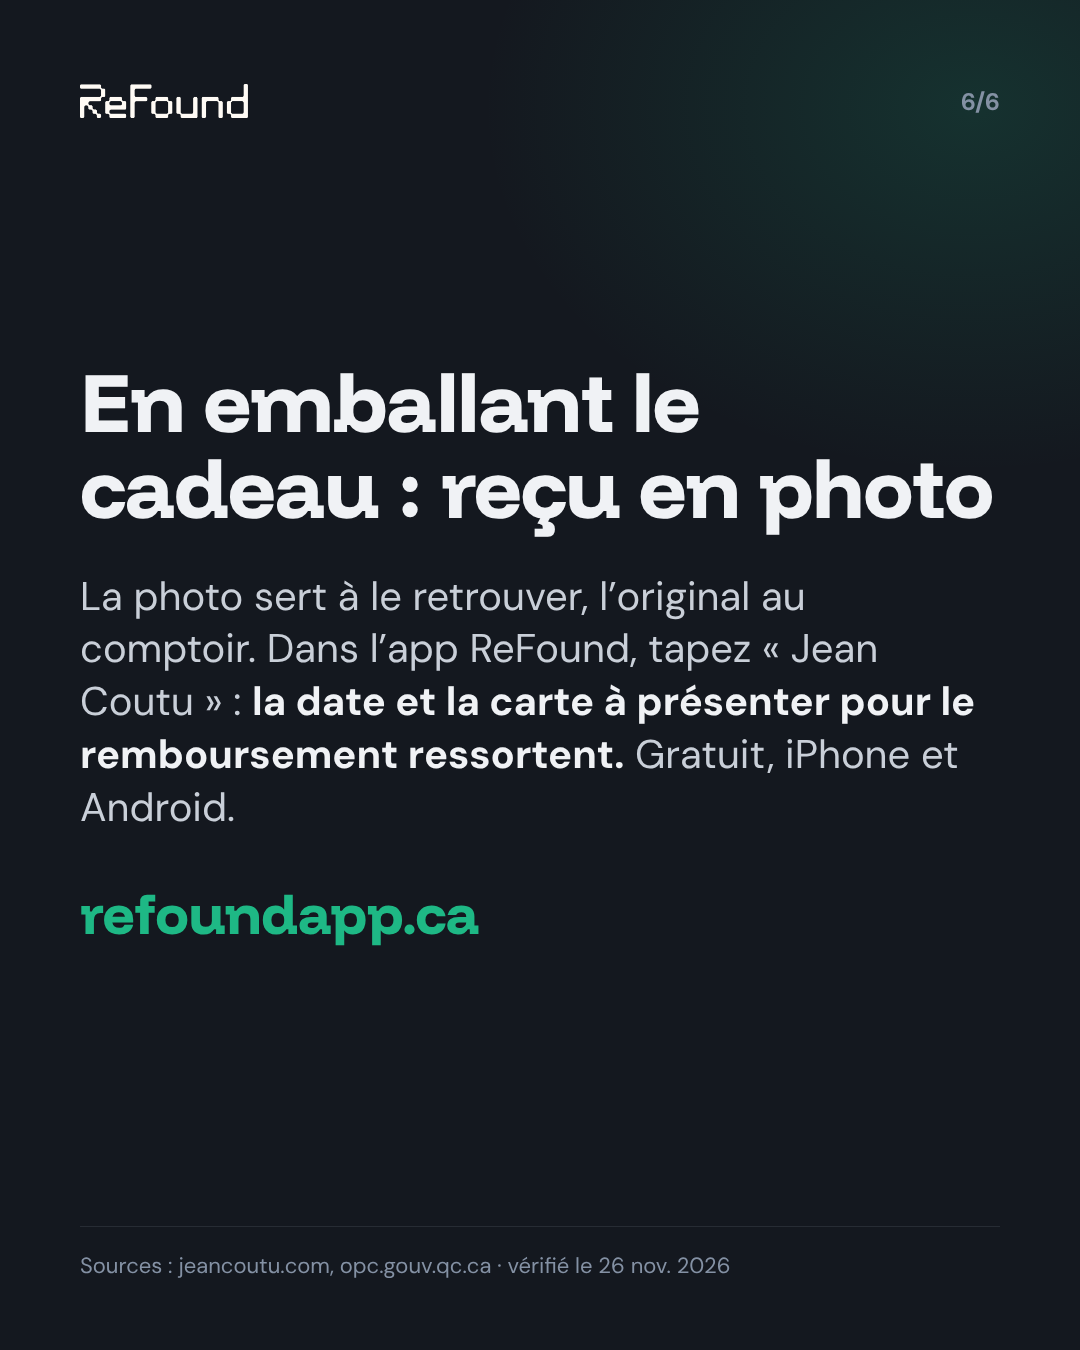 ReFound
6/6
En emballant le
cadeau : reçu en photo
La photo sert à le retrouver, l’original au
comptoir. Dans l’app ReFound, tapez « Jean
Coutu » : la date et la carte à présenter pour le
remboursement ressortent. Gratuit, iPhone et
Android.
refoundapp.ca
Sources : jeancoutu.com, opc.gouv.qc.ca · vérifié le 26 nov. 2026